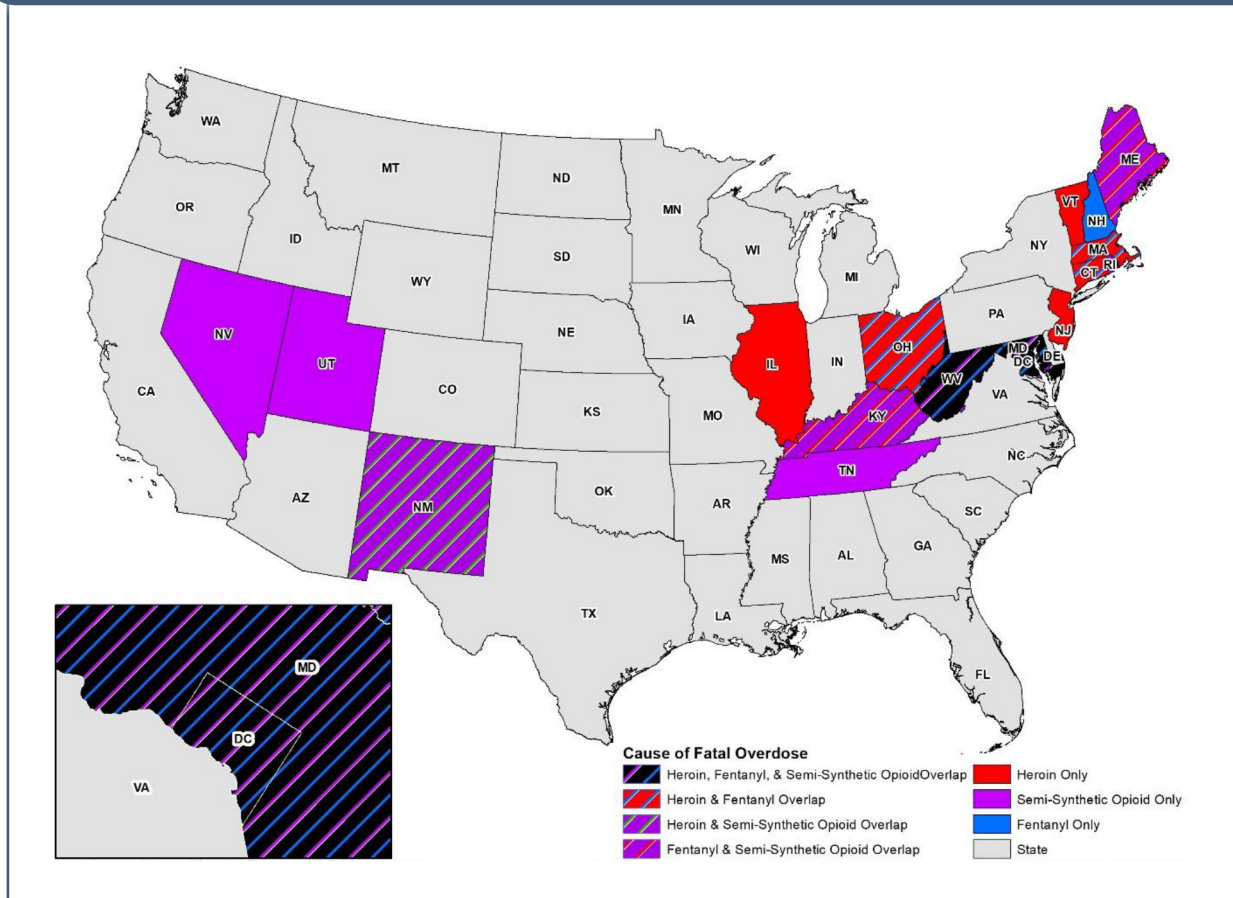 WA
MT
ND
MN
OR
ID
SD
WI
MI
NY
VT
ME
NH
MA
CT
RI
WY
NE
IA
PA
NJ
NV
UT
CO
IL
IN
OH
MD
DC
DE
WV
VA
CA
KS
MO
KY
AZ
NM
OK
AR
TN
NC
SC
MS
AL
GA
TX
LA
FL
MD
DC
VA
Cause of Fatal Overdose
Heroin, Fentanyl, & Semi-Synthetic OpioidOverlap
Heroin & Fentanyl Overlap
Heroin & Semi-Synthetic Opioid Overlap
Fentanyl & Semi-Synthetic Opioid Overlap
Heroin Only
Semi-Synthetic Opioid Only
Fentanyl Only
State